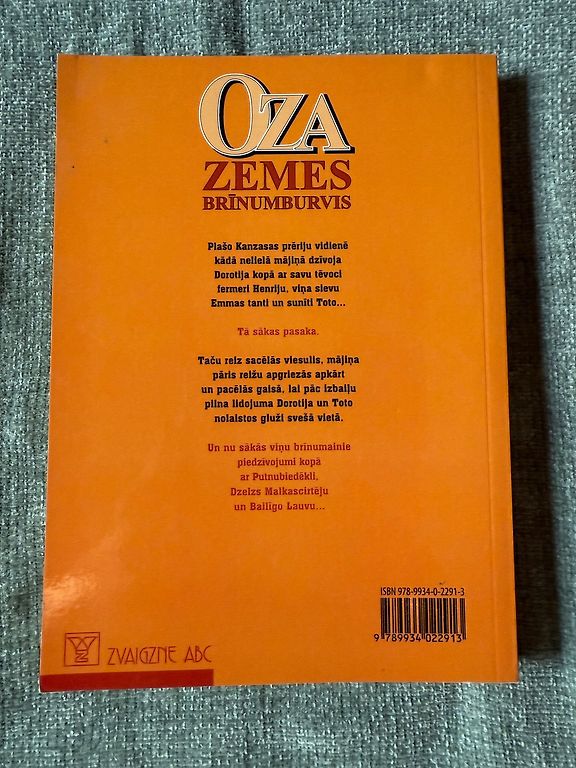 OZA
ZEMES
BRĪNUMBURVIS
Plašo Kanzasas prēriju vidienē
kādā nelielā mājiņā dzīvoja
Dorotija kopā ar savu tēvoci
fermeri Henriju, viņa sievu
Emmas tanti un sunīti Toto...
Tā sākas pasaka.
Taču reiz sacēlās viesulis, mājiņa
pāris reižu apgriezās apkārt
un pacēlās gaisā, lai pēc izbaiļu
pilna lidojuma Dorotija un Toto
nolaistos gluži svešā vietā.
Un nu sākās viņu brīnumainie
piedzīvojumi kopā
ar Putnubiedēkli,
Dzelzs Malkascirtēju
un Bailīgo Lauvu...
ISBN 978-9934-0-2291-3
9 789934 022913
ZVAIGZNE ABC